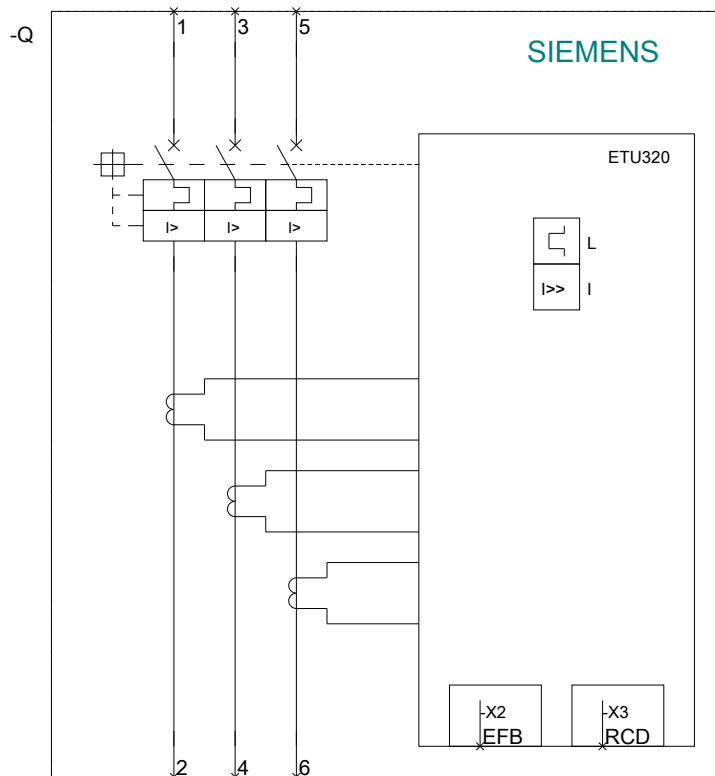 1 3 5
-Q
SIEMENS
ETU320
L
I> I> I>
I>> I
-X2 -X3
EFB RCD
2 4 6